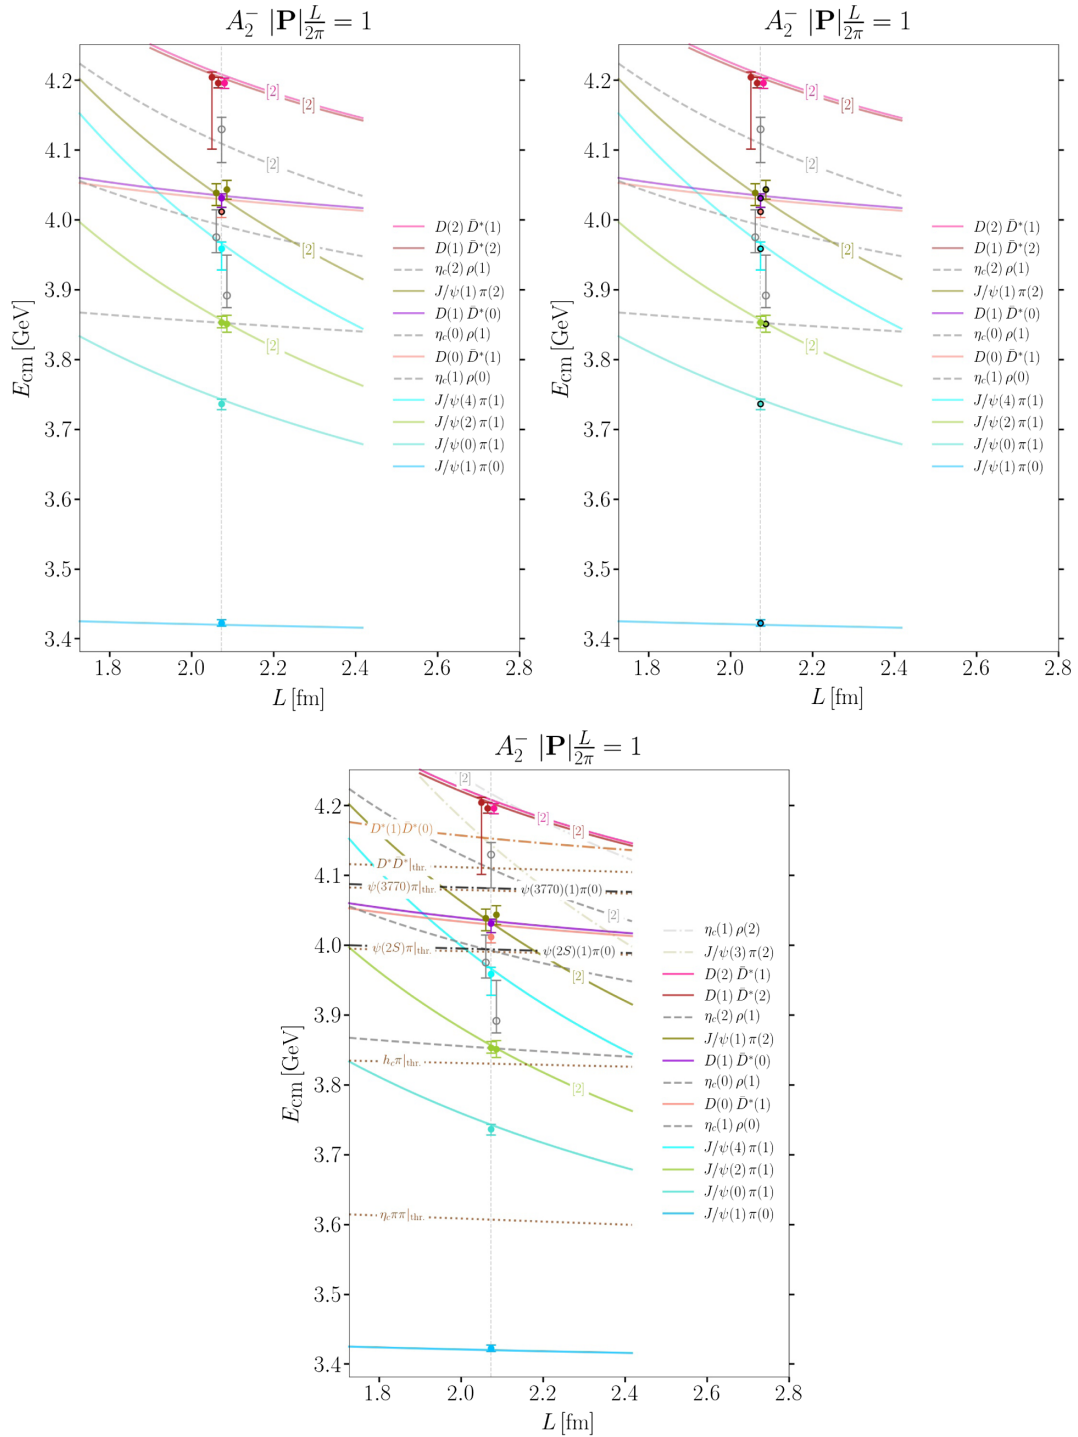 A₂⁻ |P| L/2π = 1
E_cm [GeV]
4.2
4.1
4.0
3.9
3.8
3.7
3.6
3.5
3.4
1.8 2.0 2.2 2.4 2.6 2.8
L [fm]
[2]
[2]
[2]
[2]
[2]
D(2) D̄*(1)
D(1) D̄*(2)
η_c(2) ρ(1)
J/ψ(1) π(2)
D(1) D̄*(0)
η_c(0) ρ(1)
D(0) D̄*(1)
η_c(1) ρ(0)
J/ψ(4) π(1)
J/ψ(2) π(1)
J/ψ(0) π(1)
J/ψ(1) π(0)
A₂⁻ |P| L/2π = 1
E_cm [GeV]
4.2
4.1
4.0
3.9
3.8
3.7
3.6
3.5
3.4
1.8 2.0 2.2 2.4 2.6 2.8
L [fm]
[2]
[2]
[2]
[2]
[2]
D(2) D̄*(1)
D(1) D̄*(2)
η_c(2) ρ(1)
J/ψ(1) π(2)
D(1) D̄*(0)
η_c(0) ρ(1)
D(0) D̄*(1)
η_c(1) ρ(0)
J/ψ(4) π(1)
J/ψ(2) π(1)
J/ψ(0) π(1)
J/ψ(1) π(0)
A₂⁻ |P| L/2π = 1
E_cm [GeV]
4.2
4.1
4.0
3.9
3.8
3.7
3.6
3.5
3.4
1.8 2.0 2.2 2.4 2.6 2.8
L [fm]
[2]
[2]
[2]
D*(1)D̄*(0)
D*D̄*|thr.
ψ(3770)π|thr.
ψ(3770)(1)π(0)
[2]
ψ(2S)π|thr.
ψ(2S)(1)π(0)
[2]
h_cπ|thr.
[2]
η_cππ|thr.
η_c(1) ρ(2)
J/ψ(3) π(2)
D(2) D̄*(1)
D(1) D̄*(2)
η_c(2) ρ(1)
J/ψ(1) π(2)
D(1) D̄*(0)
η_c(0) ρ(1)
D(0) D̄*(1)
η_c(1) ρ(0)
J/ψ(4) π(1)
J/ψ(2) π(1)
J/ψ(0) π(1)
J/ψ(1) π(0)